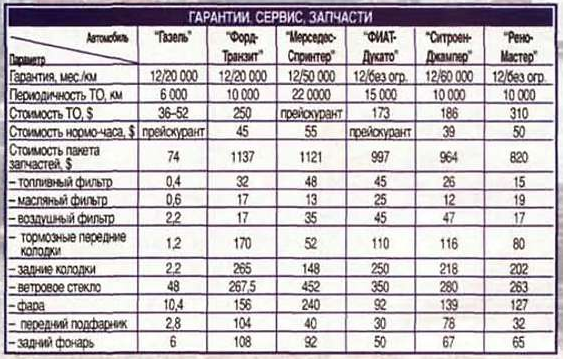 ГАРАНТИИ, СЕРВИС, ЗАПЧАСТИ
Автомобиль "Газель" "Форд- "Мерседес- "ФИАТ- "Ситроен- "Рено-
Параметр Транзит" Спринтер" Дукато" Джампер" Мастер"
Гарантия, мес./км 12/20 000 12/20 000 12/50 000 12/без огр. 12/60 000 12/без огр.
Периодичность ТО, км 6 000 10 000 22 0000 15 000 10 000 10 000
Стоимость ТО, $ 36–52 250 прейскурант 173 186 310
Стоимость нормо-часа, $ прейскурант 45 55 прейскурант 39 50
Стоимость пакета
запчастей, $ 74 1137 1121 997 964 820
– топливный фильтр 0,4 32 48 45 26 15
– масляный фильтр 0,6 17 13 25 12 19
– воздушный фильтр 2,2 17 35 45 47 17
– тормозные передние
колодки 1,2 170 52 110 116 80
– задние колодки 2,2 265 148 250 218 202
– ветровое стекло 48 267,5 452 350 280 263
– фара 10,4 156 240 92 139 127
– передний подфарник 2,8 104 40 30 78 32
– задний фонарь 6 108 92 50 67 65